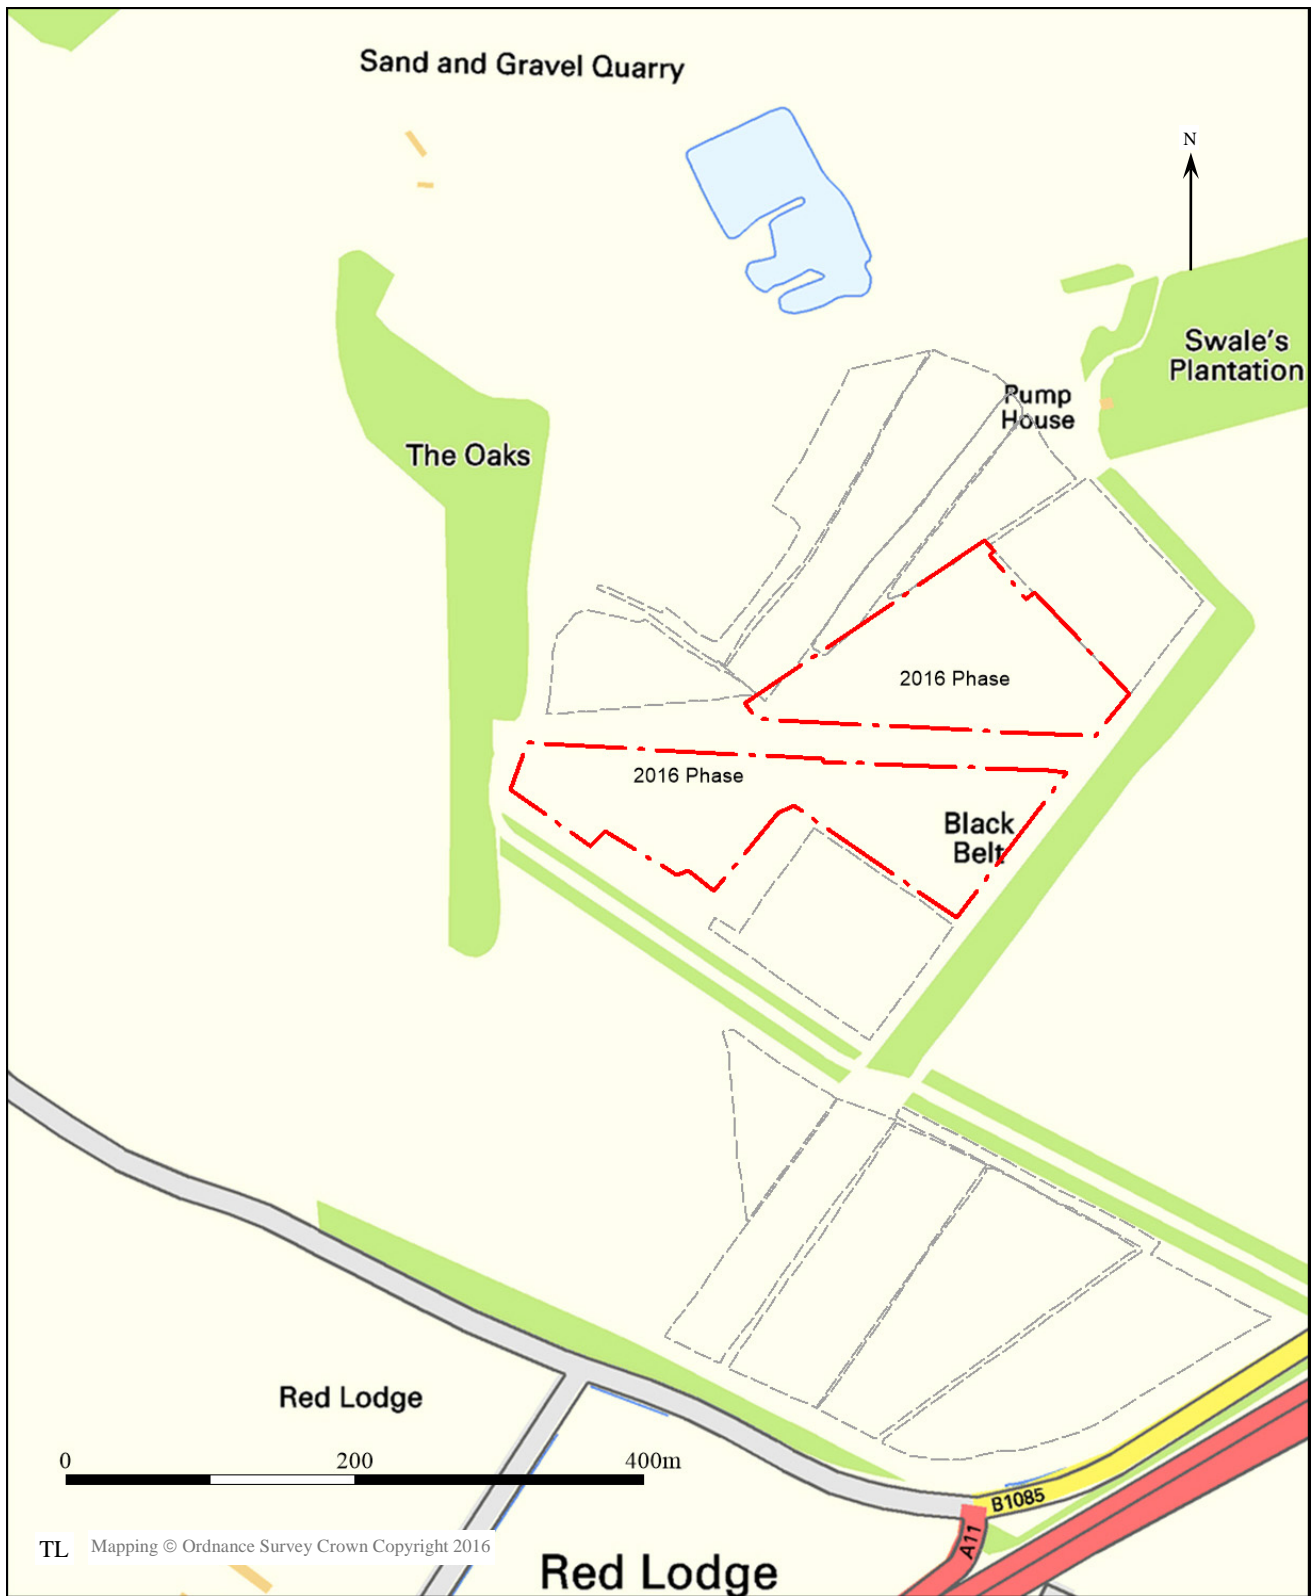 Sand and Gravel Quarry
N
Swale's
Plantation
Pump
House
The Oaks
2016 Phase
2016 Phase
Black
Belt
Red Lodge
0 200 400m
B1085
A11
TL Mapping © Ordnance Survey Crown Copyright 2016
Red Lodge